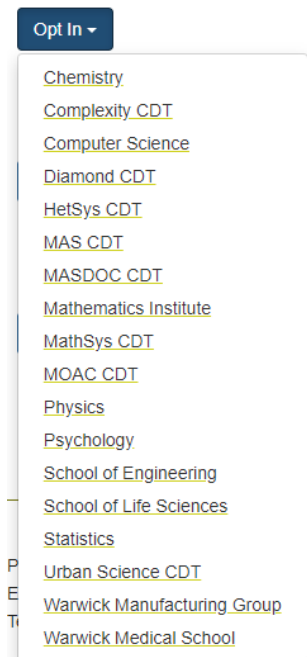 Opt In
Chemistry
Complexity CDT
Computer Science
Diamond CDT
HetSys CDT
MAS CDT
MASDOC CDT
Mathematics Institute
MathSys CDT
MOAC CDT
Physics
Psychology
School of Engineering
School of Life Sciences
Statistics
Urban Science CDT
Warwick Manufacturing Group
Warwick Medical School